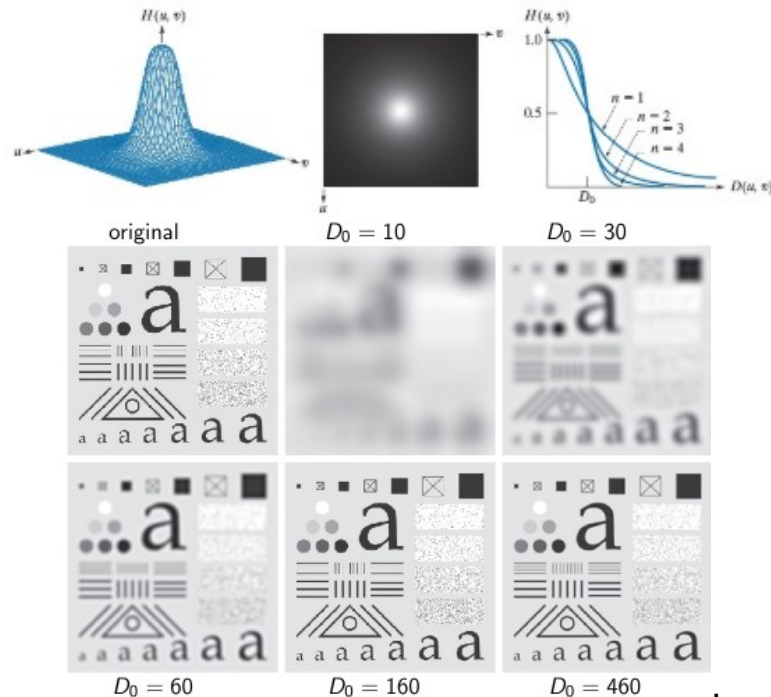 H(u, v)
u
v
v
u
H(u, v)
1.0
0.5
n = 1
n = 2
n = 3
n = 4
D₀
D(u, v)
original
D₀ = 10
D₀ = 30
a
a a a a a a a
a
a a a a a a a
a
a a a a a a a
a
a a a a a a a
a
a a a a a a a
D₀ = 60
D₀ = 160
D₀ = 460
.